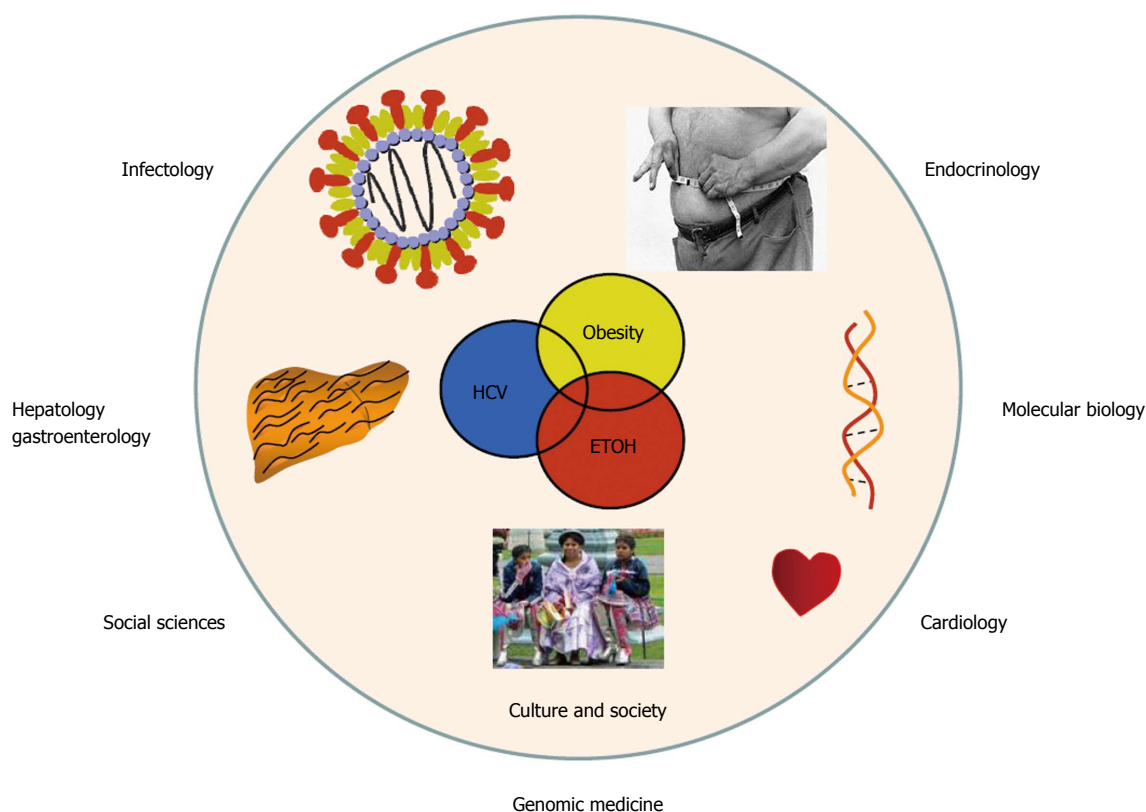 Infectology
Endocrinology
Obesity
HCV
Hepatology
gastroenterology
Molecular biology
ETOH
Social sciences
Cardiology
Culture and society
Genomic medicine